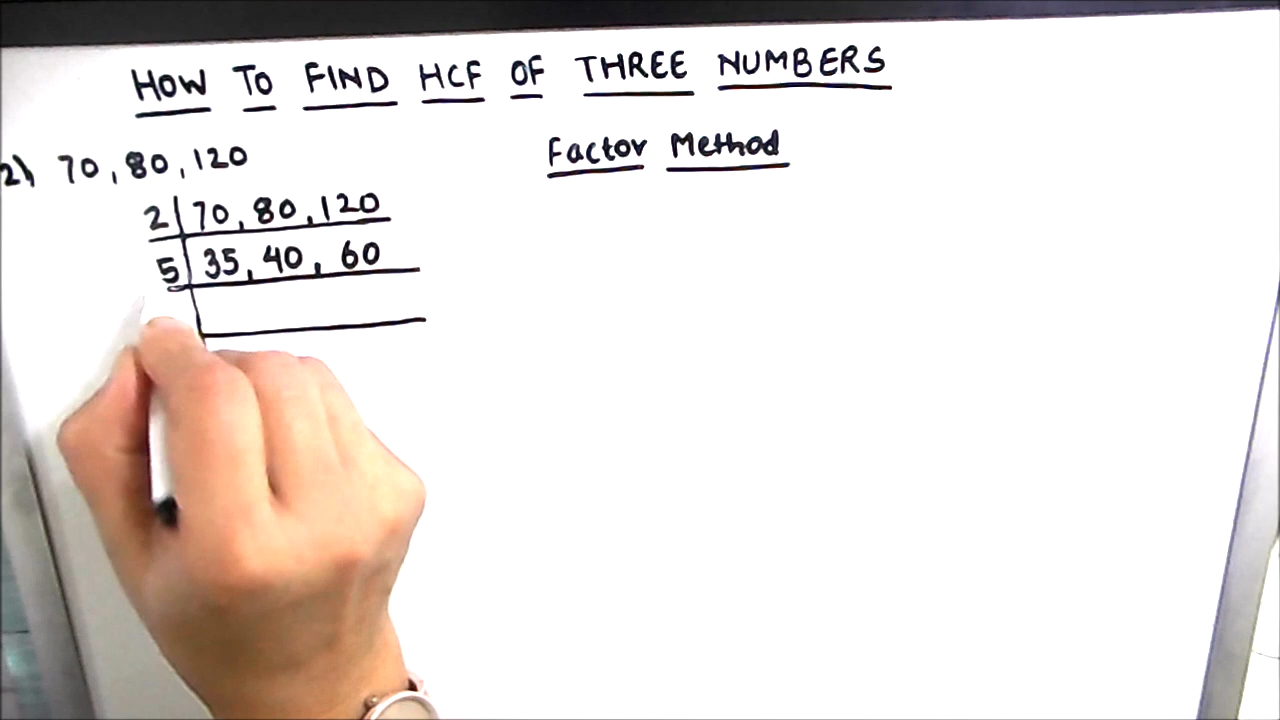 HOW TO FIND HCF OF THREE NUMBERS
Factor Method
2) 70, 80, 120
2 | 70, 80, 120
5 | 35, 40, 60